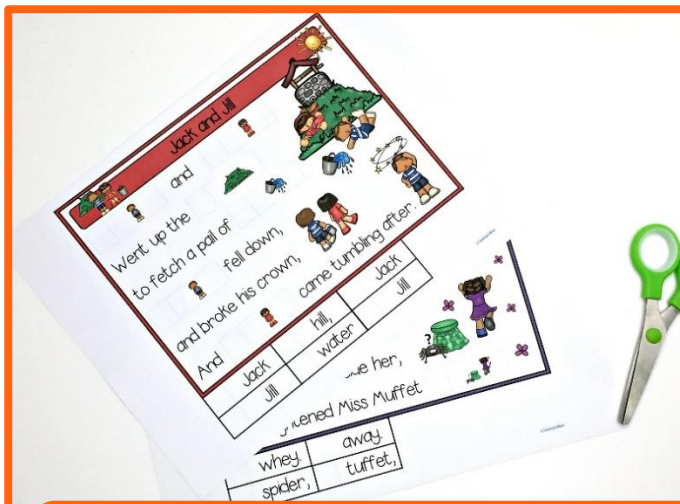 Jack and Jill
and
Went up the
to fetch a pail of
fell down,
and broke his crown,
And came tumbling after.
Jack hill, Jack
Jill water Jill
her,
Miss Muffet
whey. away.
spider, tuffet,